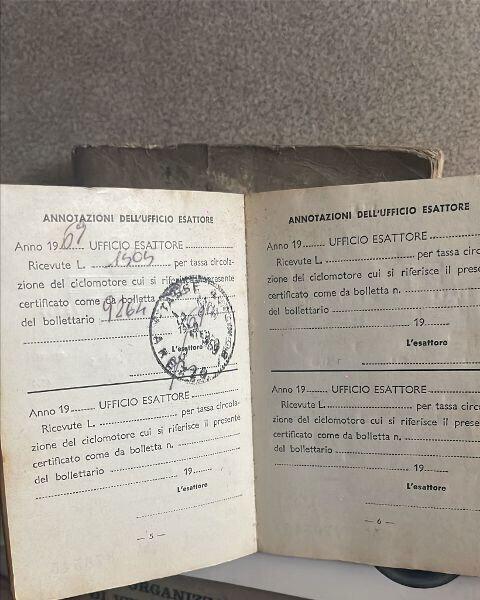 ANNOTAZIONI DELL'UFFICIO ESATTORE
Anno 1969 UFFICIO ESATTORE
Ricevute L. 1505 per tassa circola-
zione del ciclomotore cui si riferisce il presente
certificato come da bolletta
del bollettario 9264
L'esattore
Anno 19 UFFICIO ESATTORE
Ricevute L. per tassa circola-
zione del ciclomotore cui si riferisce il presente
certificato come da bolletta n.
del bollettario
19
L'esattore
— 5 —
ANNOTAZIONI DELL'UFFICIO ESATTORE
Anno 19 UFFICIO ESATTORE
Ricevute L. per tassa circo
zione del ciclomotore cui si riferisce il prese
certificato come da bolletta n.
del bollettario
19
L'esattore
Anno 19 UFFICIO ESATTORE
Ricevute L. per tassa circ
zione del ciclomotore cui si riferisce il prese
certificato come da bolletta n.
del bollettario
19
L'esattore
— 6 —